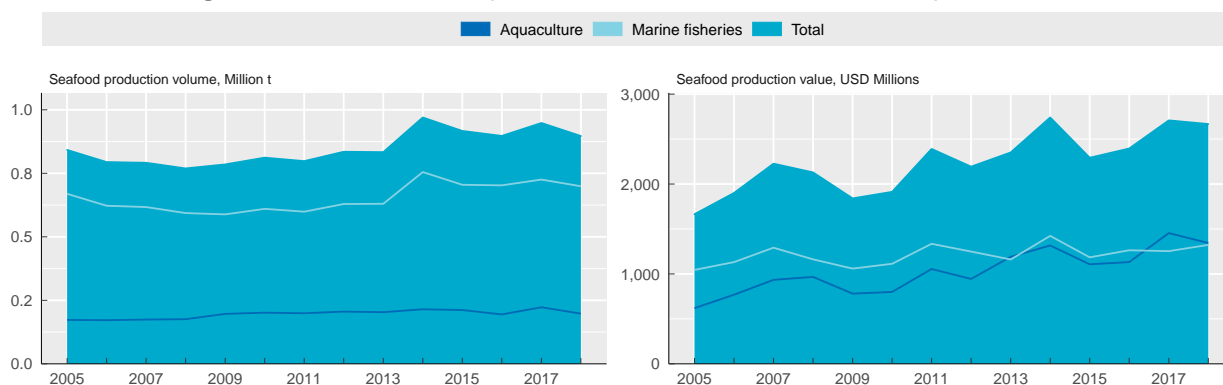 Aquaculture Marine fisheries Total
Seafood production volume, Million t
1.0
0.8
0.5
0.2
0.0
2005 2007 2009 2011 2013 2015 2017
Seafood production value, USD Millions
3,000
2,000
1,000
0
2005 2007 2009 2011 2013 2015 2017